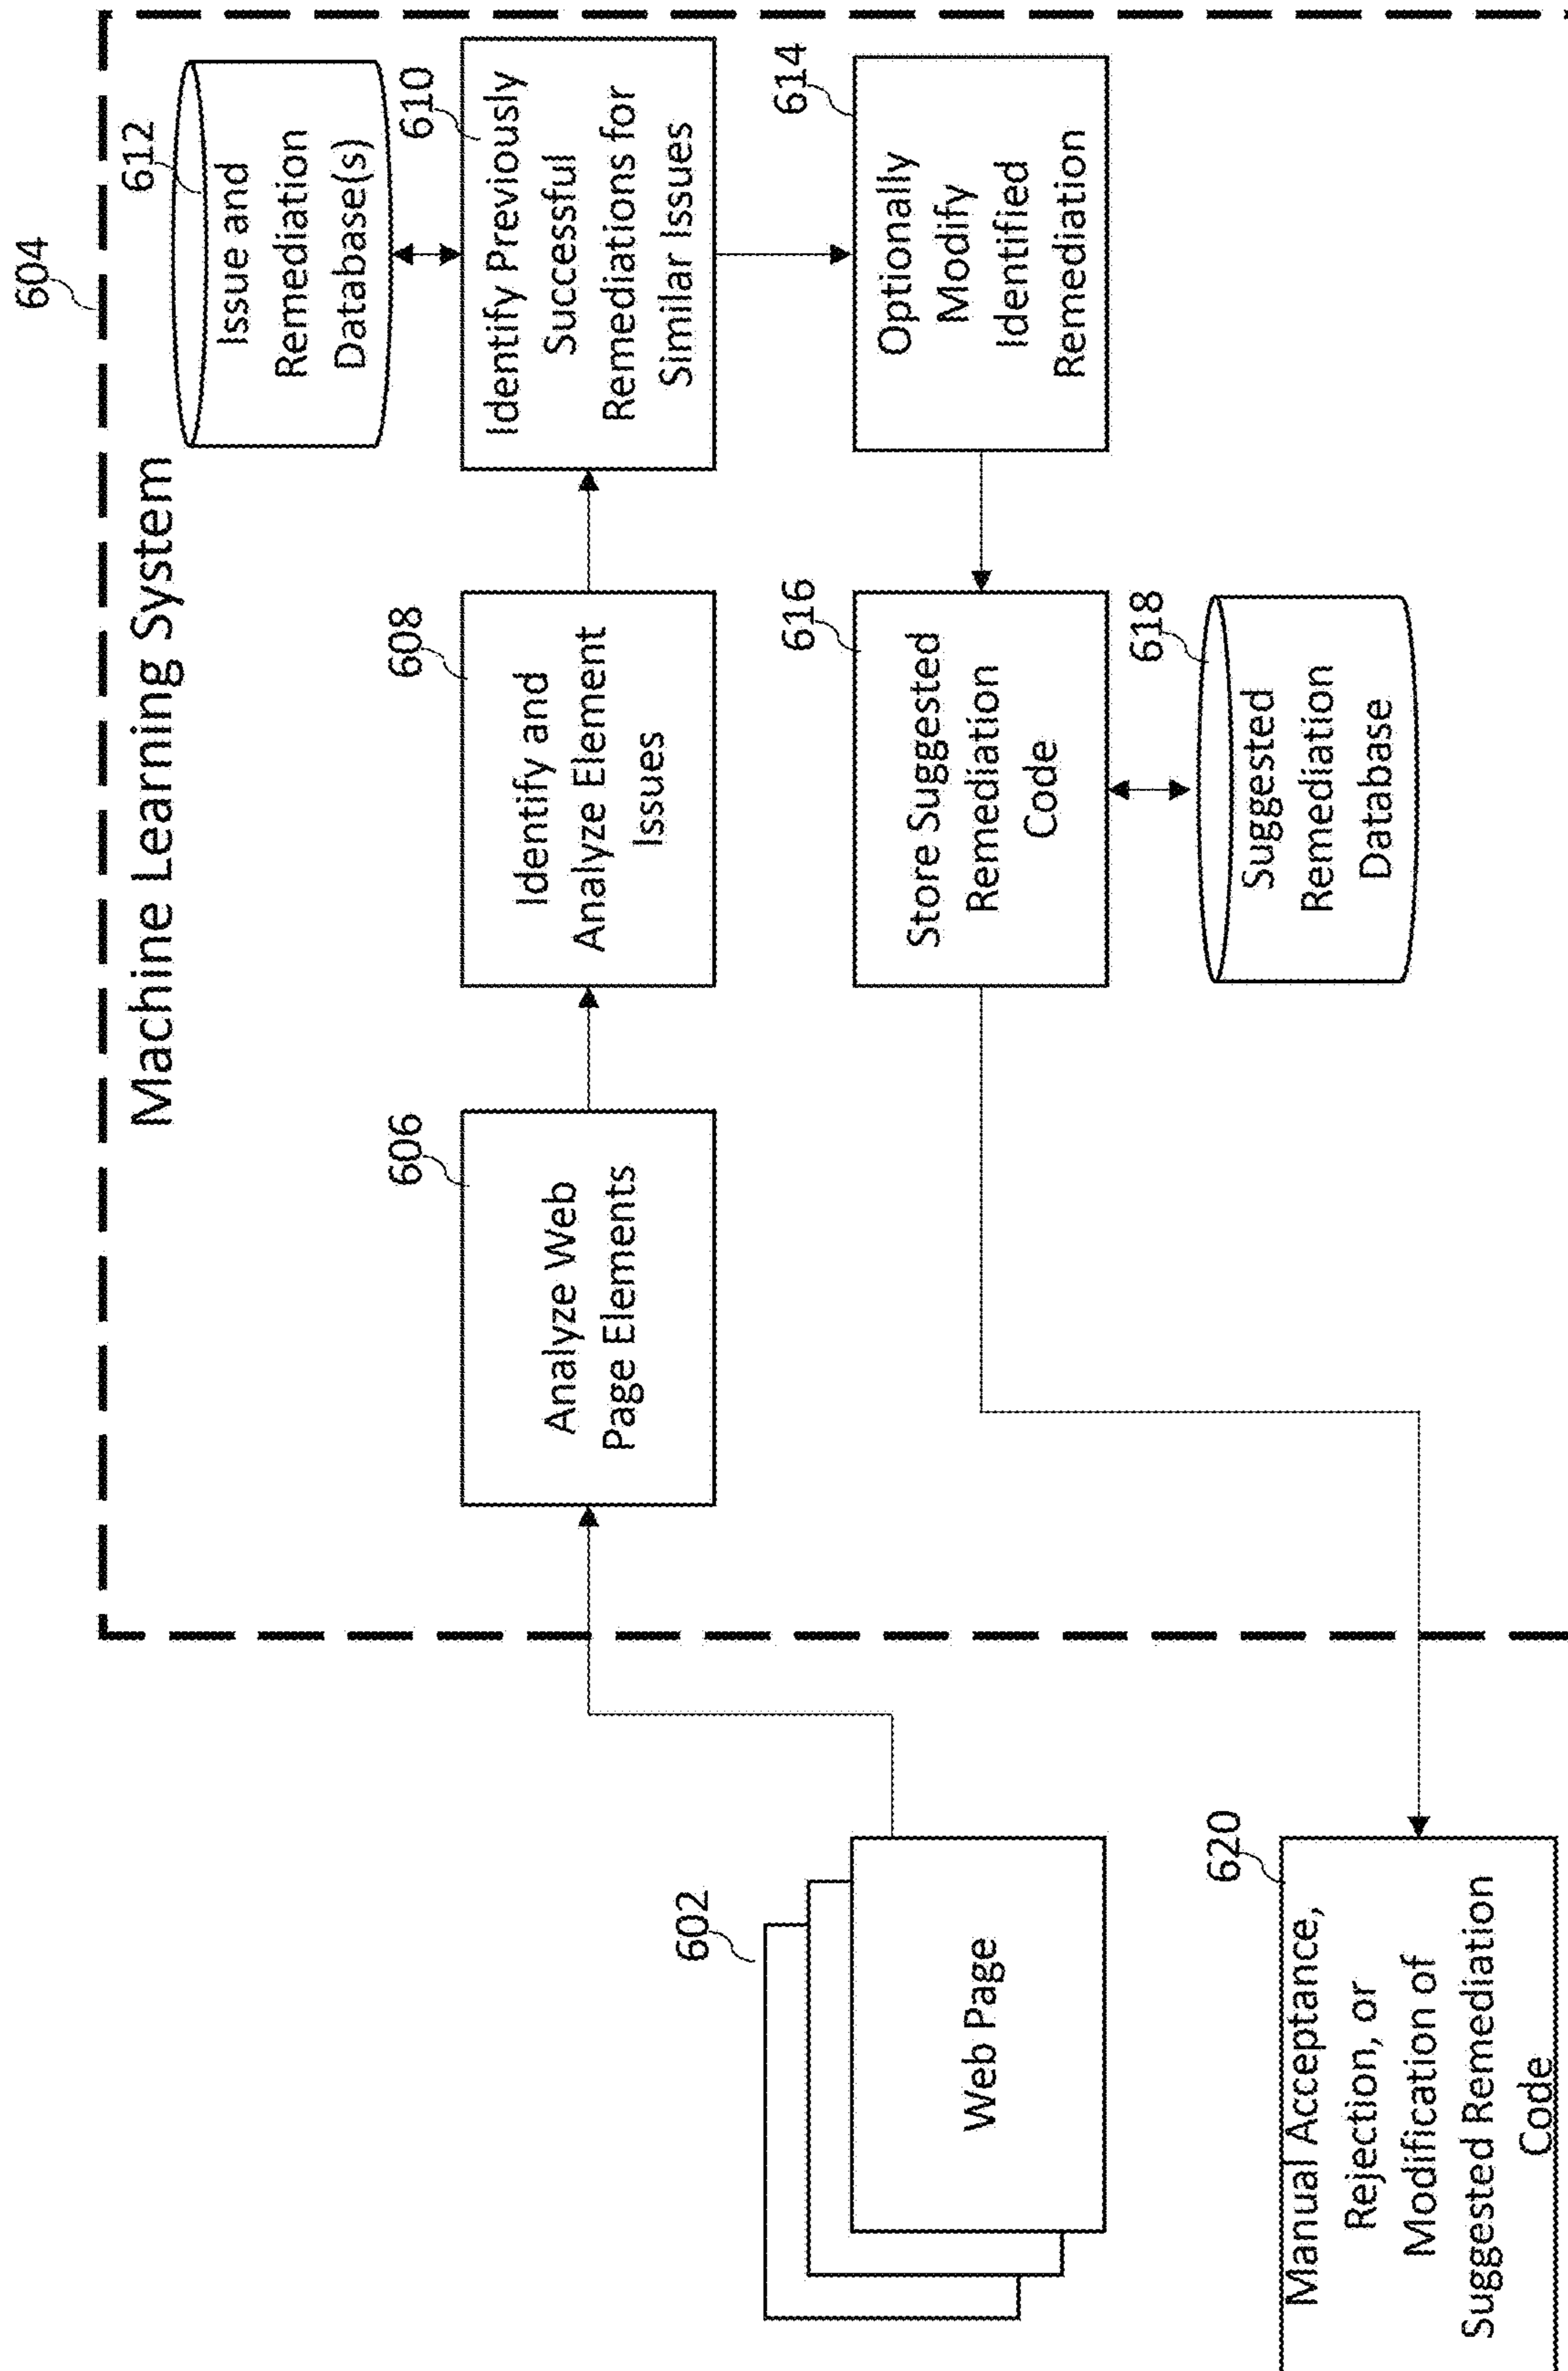 604
Machine Learning System
612
Issue and
Remediation
Database(s)
602
Web Page
606
Analyze Web
Page Elements
608
Identify and
Analyze Element
Issues
610
Identify Previously
Successful
Remediations for
Similar Issues
614
Optionally
Modify
Identified
Remediation
616
Store Suggested
Remediation
Code
618
Suggested
Remediation
Database
620
Manual Acceptance,
Rejection, or
Modification of
Suggested Remediation
Code